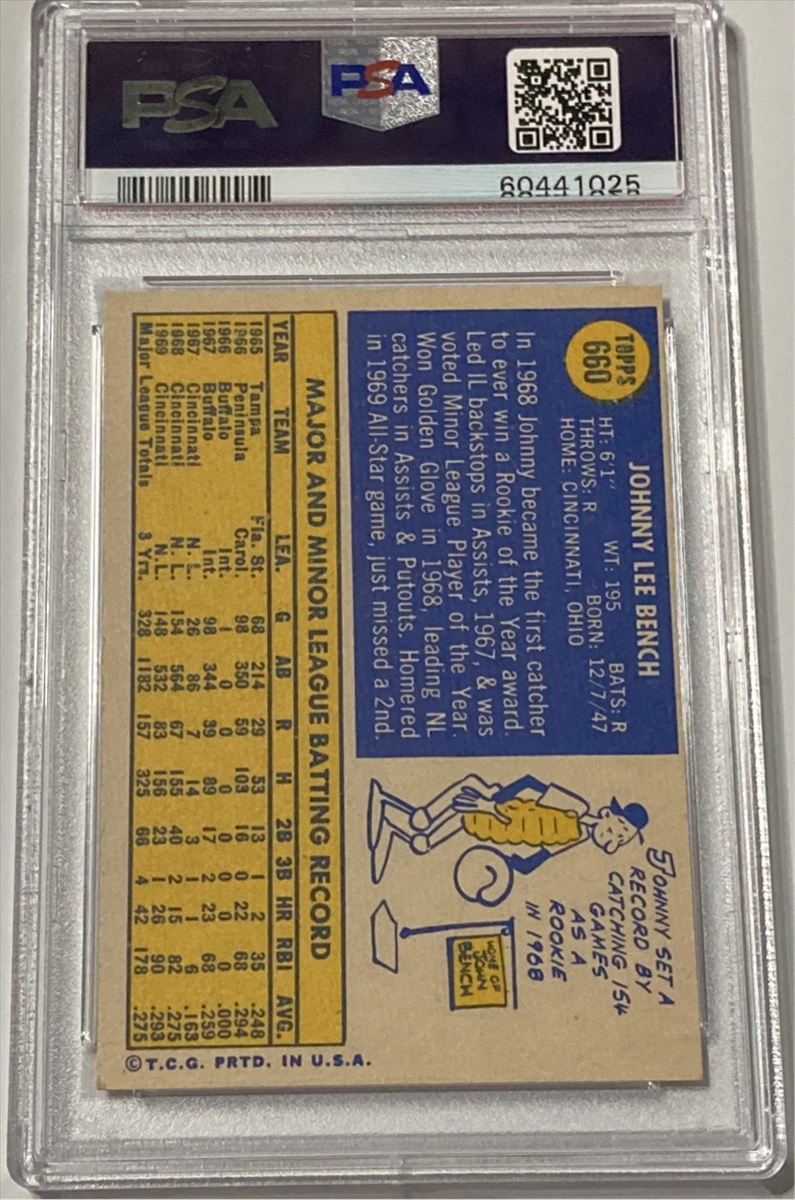 PSA
PSA
60441025
TOPPS
660
JOHNNY LEE BENCH
HT: 6'1" WT: 195 BATS: R
THROWS: R BORN: 12/7/47
HOME: CINCINNATI, OHIO
In 1968 Johnny became the first catcher
to ever win a Rookie of the Year award.
Led IL backstops in Assists, 1967, & was
voted Minor League Player of the Year.
Won Golden Glove in 1968, leading NL
catchers in Assists & Putouts. Homered
in 1969 All-Star game, just missed a 2nd.
JOHNNY SET A
RECORD BY
CATCHING 154
GAMES
AS A
ROOKIE
IN 1968
HOME OF
JOHN
BENCH
MAJOR AND MINOR LEAGUE BATTING RECORD
YEAR TEAM LEA. G AB R H 2B 3B HR RBI AVG.
1965 Tampa Fla. St. 68 214 29 53 13 1 2 35 .248
1966 Peninsula Carol. 98 350 59 103 16 0 22 68 .294
1966 Buffalo Int. 1 0 0 0 0 0 0 0 .000
1967 Buffalo Int. 98 344 39 89 17 2 23 68 .259
1967 Cincinnati N. L. 26 86 7 14 3 1 1 6 .163
1968 Cincinnati N. L. 154 564 67 155 40 2 15 82 .275
1969 Cincinnati N. L. 148 532 83 156 23 1 26 90 .293
Major League Totals 3 Yrs. 328 1182 157 325 66 4 42 178 .275
©T.C.G. PRTD. IN U.S.A.